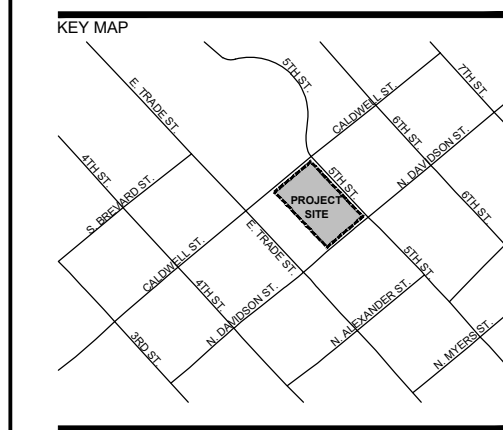 KEY MAP
5TH ST.
7TH ST.
E. TRADE ST.
CALDWELL ST.
6TH ST.
N. DAVIDSON ST.
4TH ST.
5TH ST.
S. BREVARD ST.
PROJECT
SITE
6TH ST.
E. TRADE ST.
CALDWELL ST.
5TH ST.
4TH ST.
N. ALEXANDER ST.
N. DAVIDSON ST.
3RD ST.
N. MYERS ST.